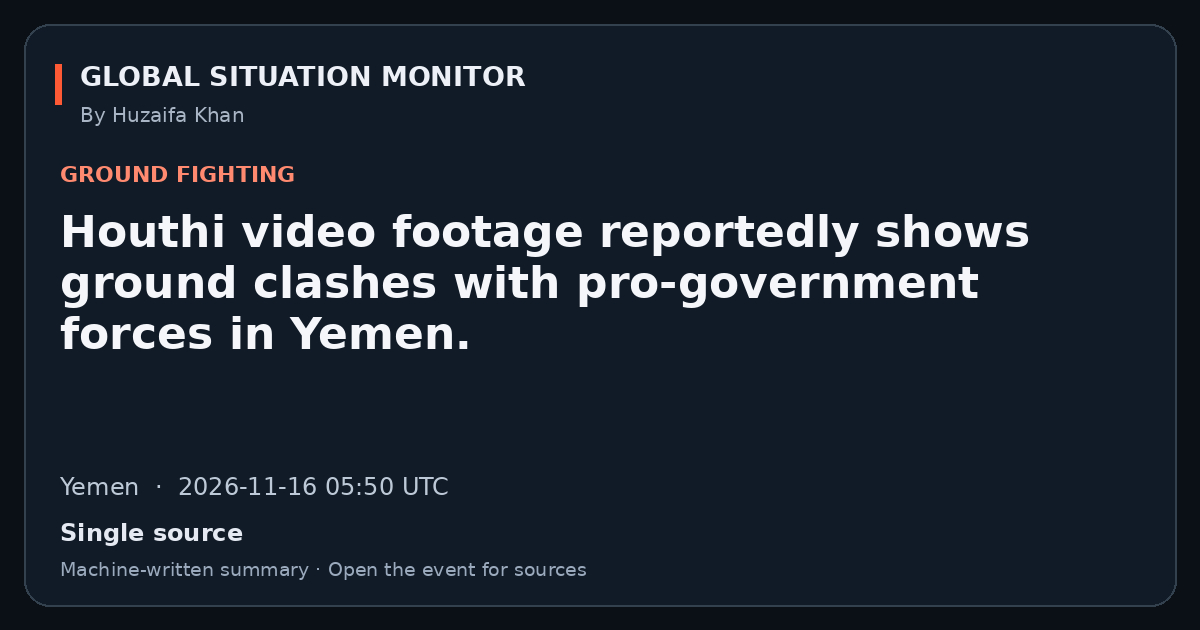 GLOBAL SITUATION MONITOR
By Huzaifa Khan
GROUND FIGHTING
Houthi video footage reportedly shows
ground clashes with pro-government
forces in Yemen.
Yemen · 2026-11-16 05:50 UTC
Single source
Machine-written summary · Open the event for sources